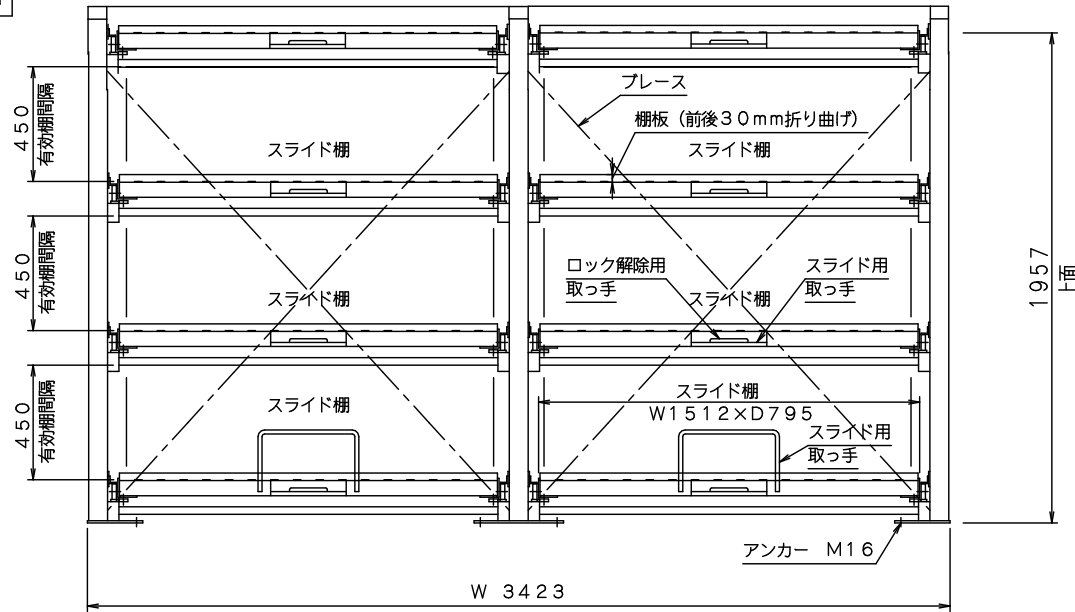 ブレース
棚板（前後30mm折り曲げ）
スライド棚
スライド棚
450
有効棚間隔
ロック解除用
取っ手
スライド用
取っ手
スライド棚
スライド棚
450
有効棚間隔
1957
上面
スライド棚
スライド棚
W1512×D795
450
有効棚間隔
スライド用
取っ手
アンカー M16
W 3423